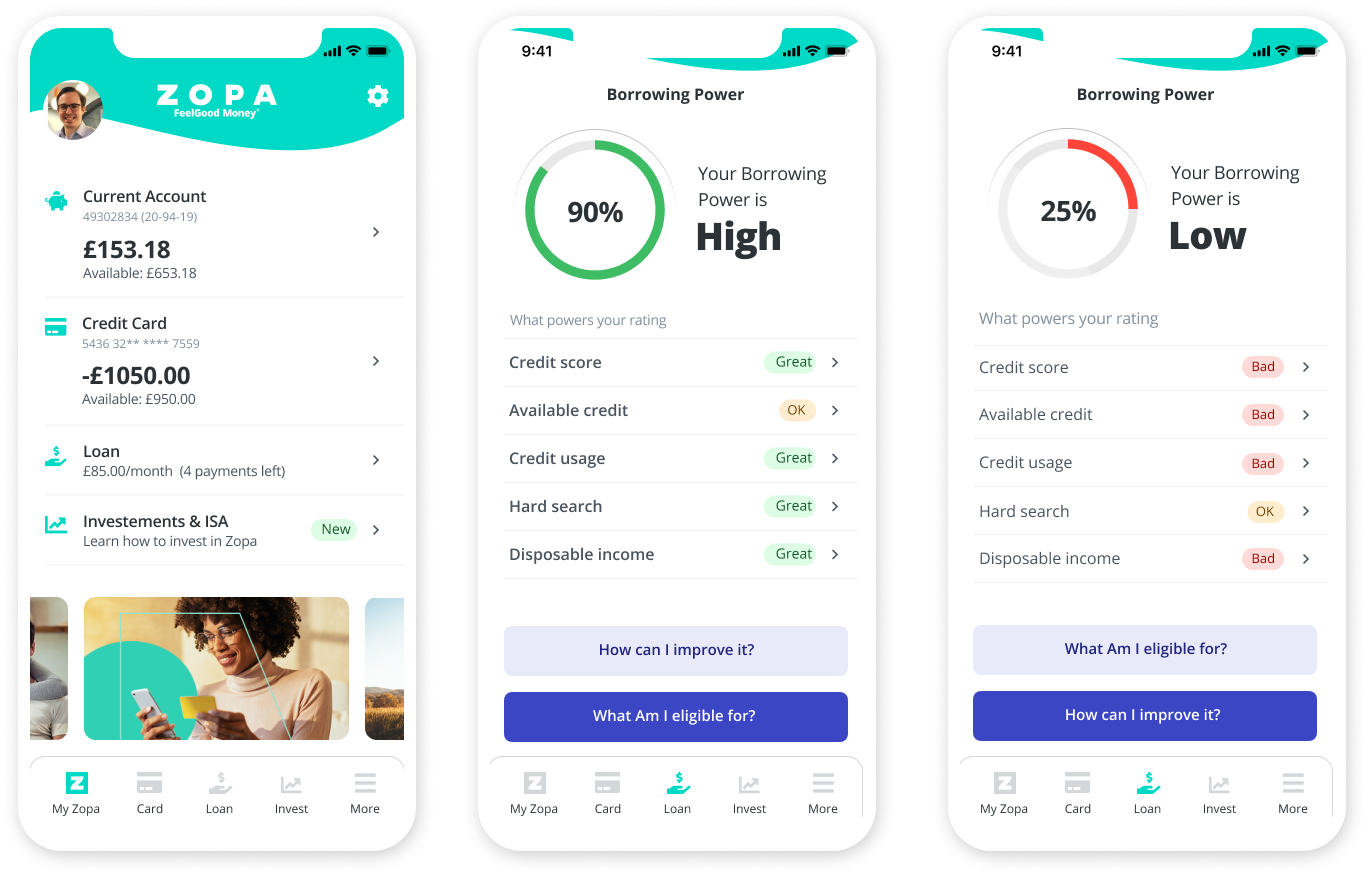 ZOPA
FeelGood Money™
Current Account
49302834 (20-94-19)
£153.18
Available: £653.18
Credit Card
5436 32** **** 7559
-£1050.00
Available: £950.00
Loan
£85.00/month (4 payments left)
Investements & ISA
Learn how to invest in Zopa
New
My Zopa
Card
Loan
Invest
More
9:41
Borrowing Power
90%
Your Borrowing
Power is
High
What powers your rating
Credit score Great
Available credit OK
Credit usage Great
Hard search Great
Disposable income Great
How can I improve it?
What Am I eligible for?
My Zopa
Card
Loan
Invest
More
9:41
Borrowing Power
25%
Your Borrowing
Power is
Low
What powers your rating
Credit score Bad
Available credit Bad
Credit usage Bad
Hard search OK
Disposable income Bad
What Am I eligible for?
How can I improve it?
My Zopa
Card
Loan
Invest
More